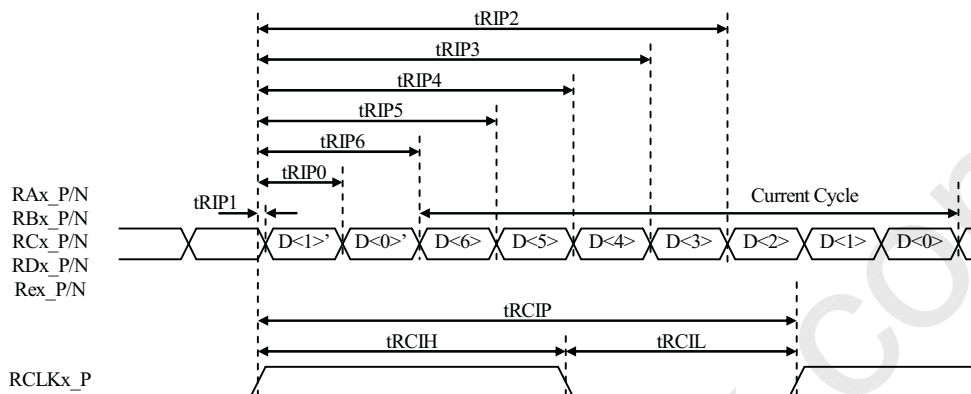 tRIP2
tRIP3
tRIP4
tRIP5
tRIP6
tRIP0
tRIP1
Current Cycle
RAx_P/N
RBx_P/N
RCx_P/N
RDx_P/N
Rex_P/N
D<1>’ D<0>’ D<6> D<5> D<4> D<3> D<2> D<1> D<0>
tRCIP
tRCIH tRCIL
RCLKx_P